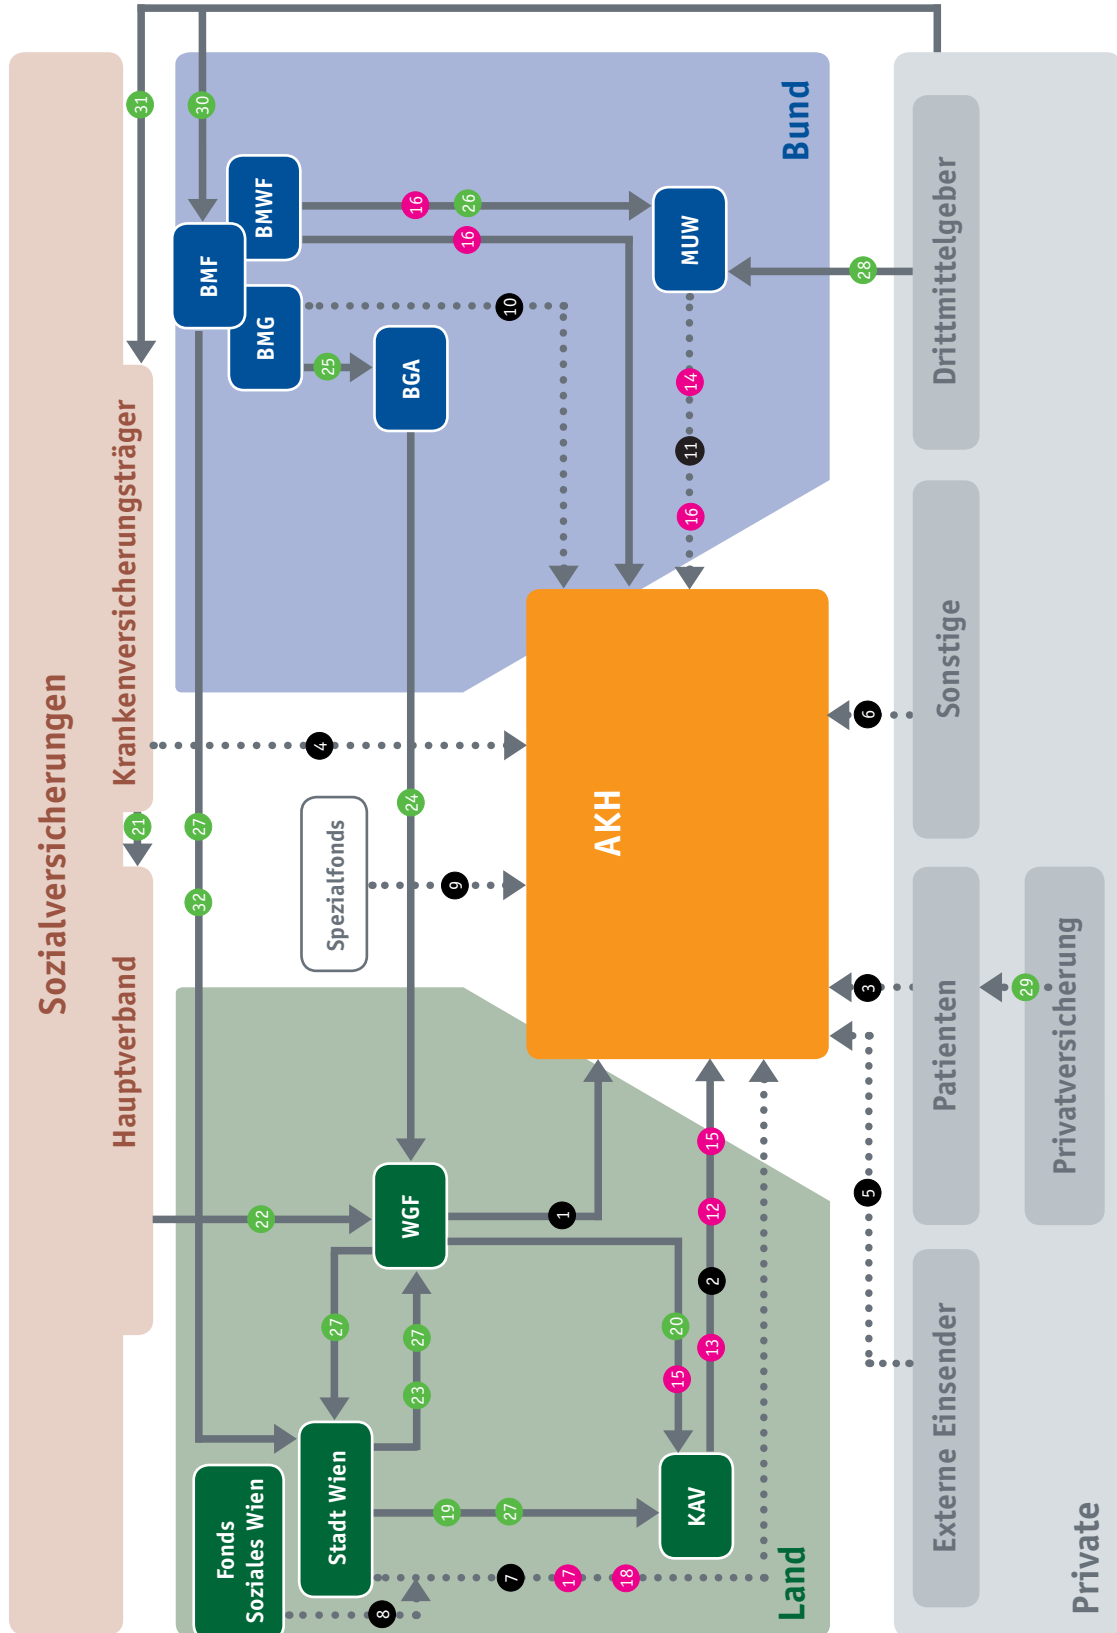 Sozialversicherungen
Hauptverband
21
Krankenversicherungsträger
31
30
32
27
22
4
Fonds
Soziales Wien
Stadt Wien
8
27
23
27
19
27
WGF
1
20
15
KAV
13
2
12
15
7
17
18
Land
Spezialfonds
9
24
AKH
BMF
BMWF
BMG
25
BGA
10
16
26
16
MUW
14
11
16
Bund
28
5
3
6
Externe Einsender
Patienten
Sonstige
Drittmittelgeber
29
Privatversicherung
Private